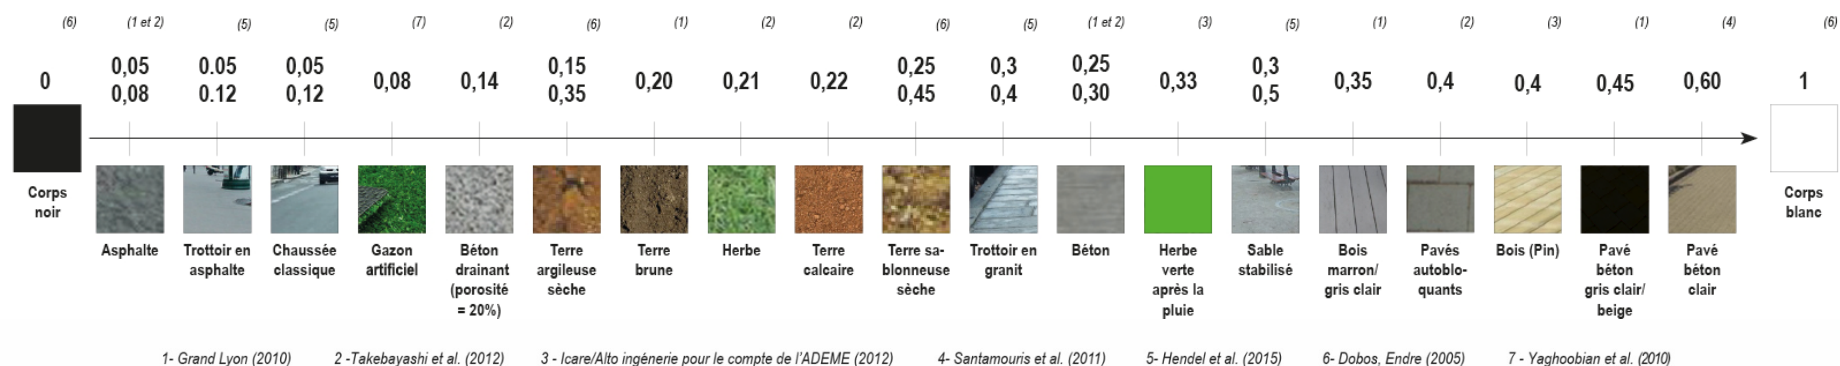 (6) (1 et 2) (5) (5) (7) (2) (6) (1) (2) (2) (6) (5) (1 et 2) (3) (5) (1) (2) (3) (1) (4) (6)
0
0,05
0,08
0.05
0.12
0,05
0,12
0,08
0,14
0,15
0,35
0,20
0,21
0,22
0,25
0,45
0,3
0,4
0,25
0,30
0,33
0,3
0,5
0,35
0,4
0,4
0,45
0,60
1
Corps
noir
Asphalte
Trottoir en
asphalte
Chaussée
classique
Gazon
artificiel
Béton
drainant
(porosité
= 20%)
Terre
argileuse
sèche
Terre
brune
Herbe
Terre
calcaire
Terre sa-
blonneuse
sèche
Trottoir en
granit
Béton
Herbe
verte
après la
pluie
Sable
stabilisé
Bois
marron/
gris clair
Pavés
autoblo-
quants
Bois (Pin)
Pavé
béton
gris clair/
beige
Pavé
béton
clair
Corps
blanc
1- Grand Lyon (2010) 2 -Takebayashi et al. (2012) 3 - Icare/Alto ingénerie pour le compte de l'ADEME (2012) 4- Santamouris et al. (2011) 5- Hendel et al. (2015) 6- Dobos, Endre (2005) 7 - Yaghoobian et al. (2010)